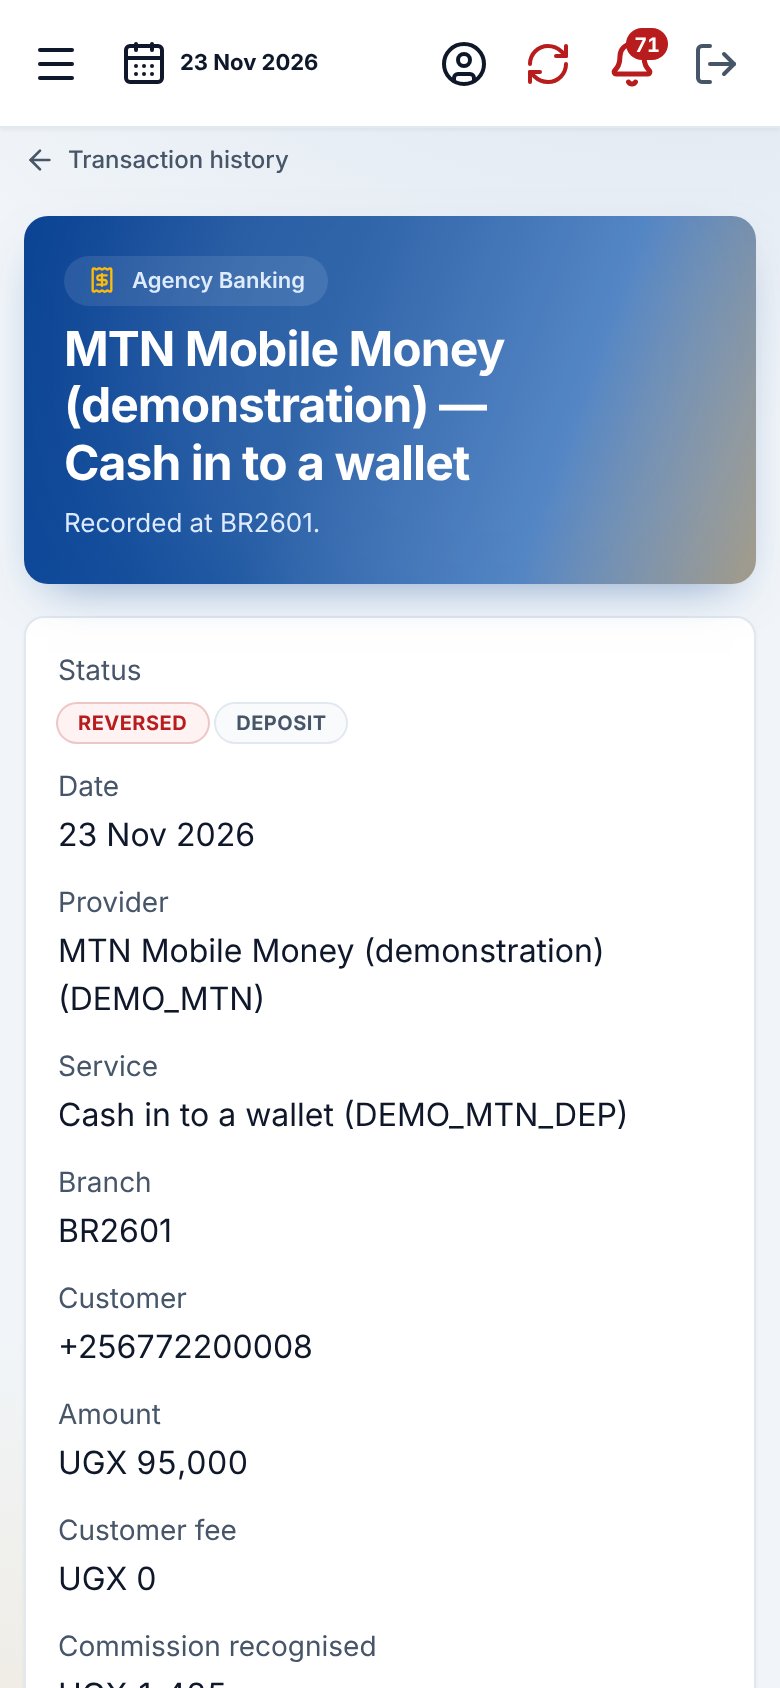 23 Nov 2026
71
Transaction history
Agency Banking
MTN Mobile Money
(demonstration) —
Cash in to a wallet
Recorded at BR2601.
Status
REVERSED
DEPOSIT
Date
23 Nov 2026
Provider
MTN Mobile Money (demonstration)
(DEMO_MTN)
Service
Cash in to a wallet (DEMO_MTN_DEP)
Branch
BR2601
Customer
+256772200008
Amount
UGX 95,000
Customer fee
UGX 0
Commission recognised
UGX